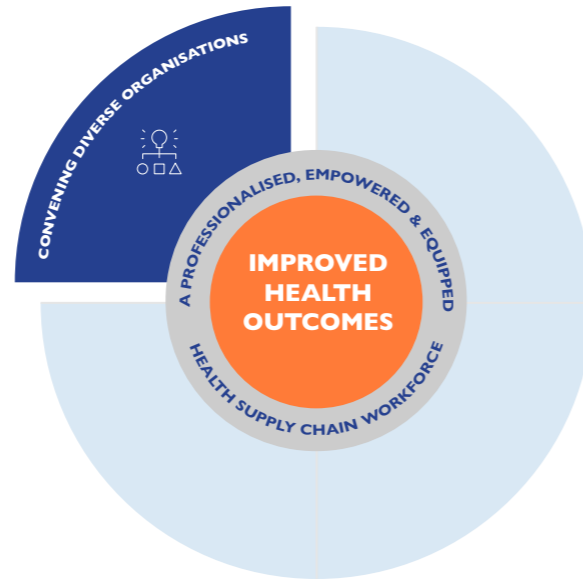 CONVENING DIVERSE ORGANISATIONS
A PROFESSIONALISED, EMPOWERED & EQUIPPED
IMPROVED
HEALTH
OUTCOMES
HEALTH SUPPLY CHAIN WORKFORCE